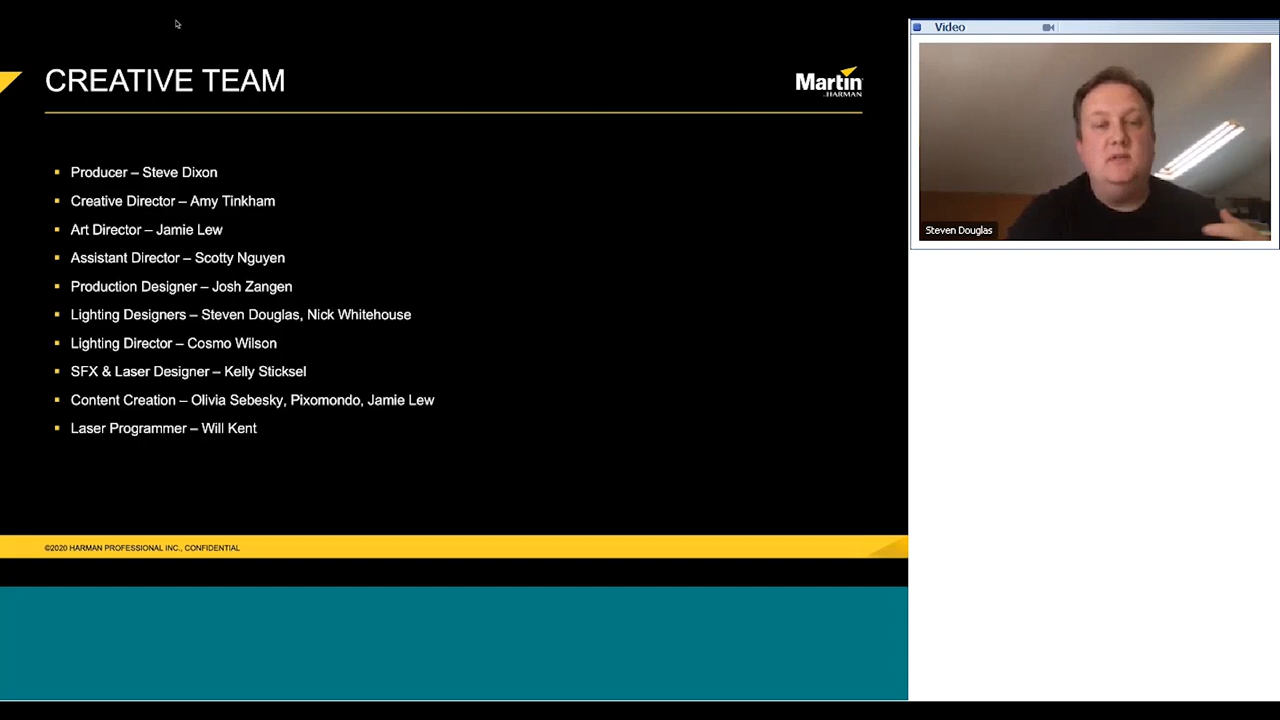 CREATIVE TEAM
Martin
by HARMAN
Producer – Steve Dixon
Creative Director – Amy Tinkham
Art Director – Jamie Lew
Assistant Director – Scotty Nguyen
Production Designer – Josh Zangen
Lighting Designers – Steven Douglas, Nick Whitehouse
Lighting Director – Cosmo Wilson
SFX & Laser Designer – Kelly Sticksel
Content Creation – Olivia Sebesky, Pixomondo, Jamie Lew
Laser Programmer – Will Kent
©2020 HARMAN PROFESSIONAL INC., CONFIDENTIAL
Video
Steven Douglas